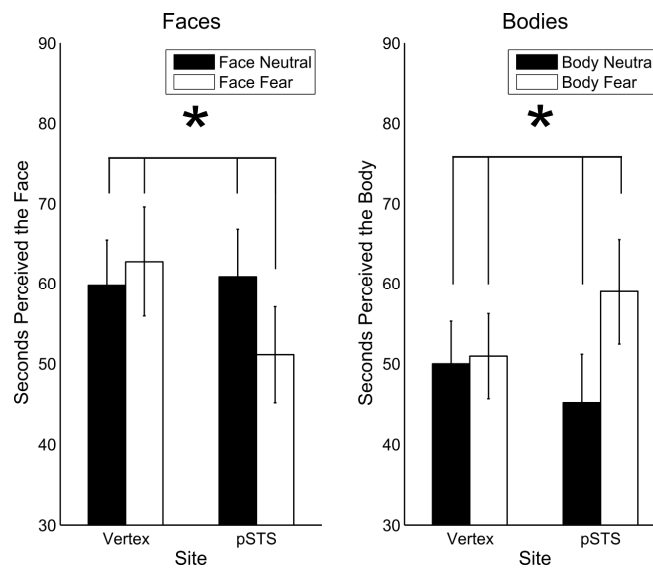 Faces
Face Neutral
Face Fear
*
Seconds Perceived the Face
90
80
70
60
50
40
30
Vertex
pSTS
Site
Bodies
Body Neutral
Body Fear
*
Seconds Perceived the Body
90
80
70
60
50
40
30
Vertex
pSTS
Site